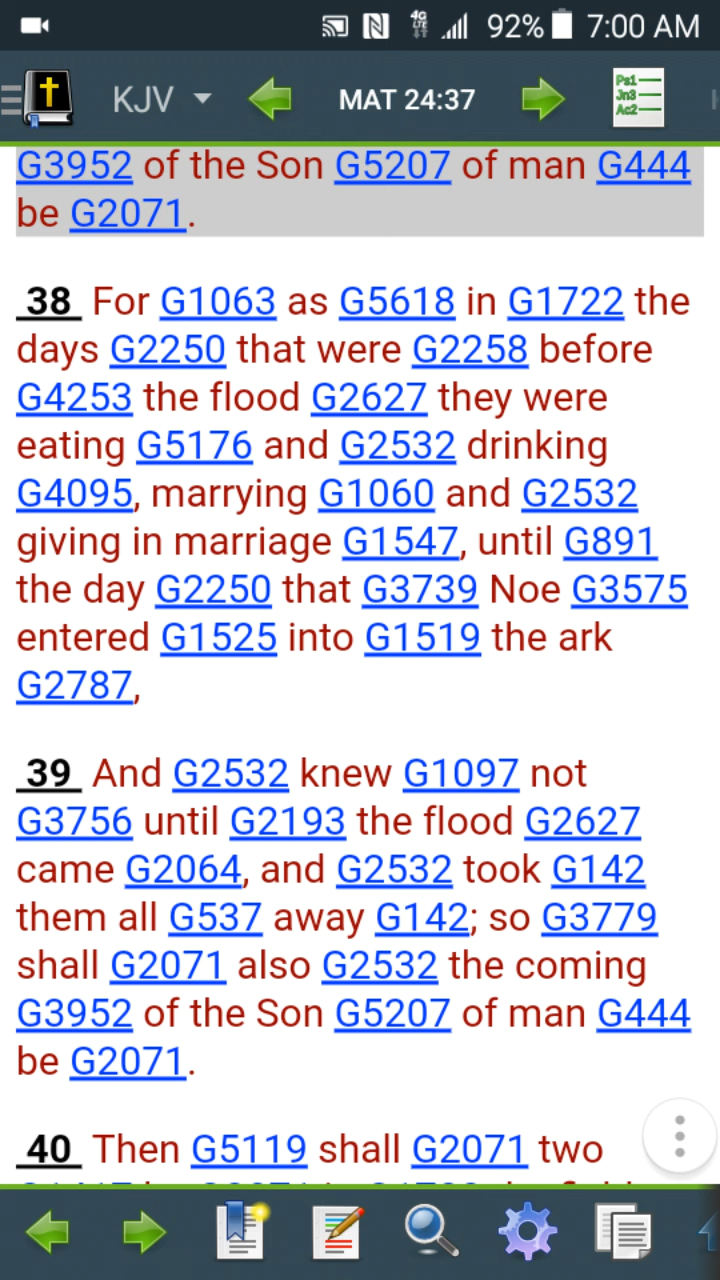 4G LTE 92% 7:00 AM
KJV MAT 24:37
Ps1
Jn3
Ac2
G3952 of the Son G5207 of man G444
be G2071.
38 For G1063 as G5618 in G1722 the
days G2250 that were G2258 before
G4253 the flood G2627 they were
eating G5176 and G2532 drinking
G4095, marrying G1060 and G2532
giving in marriage G1547, until G891
the day G2250 that G3739 Noe G3575
entered G1525 into G1519 the ark
G2787,
39 And G2532 knew G1097 not
G3756 until G2193 the flood G2627
came G2064, and G2532 took G142
them all G537 away G142; so G3779
shall G2071 also G2532 the coming
G3952 of the Son G5207 of man G444
be G2071.
40 Then G5119 shall G2071 two